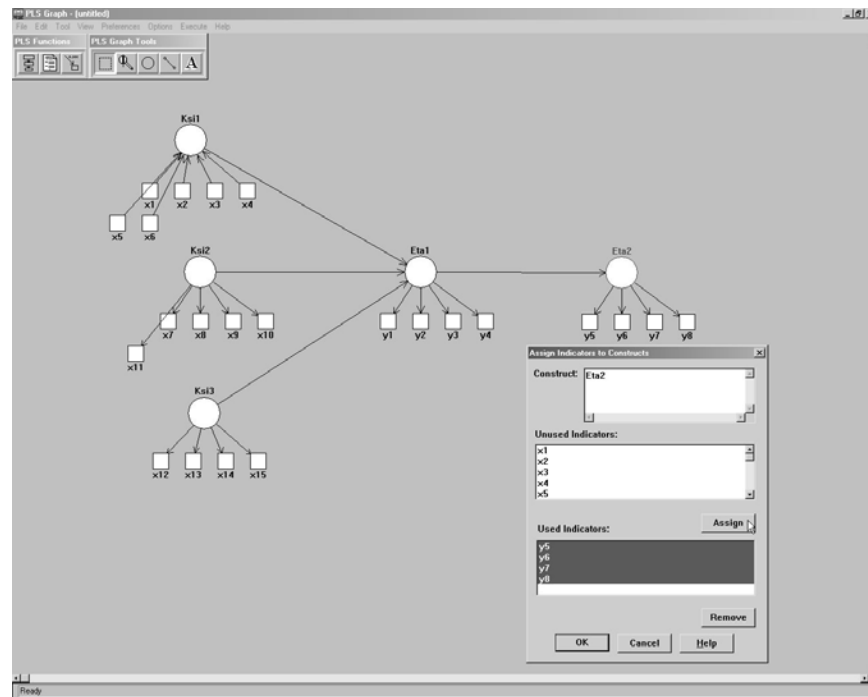 PLS Graph - [untitled]
File Edit Tool View Preferences Options Execute Help
PLS Functions
PLS Graph Tools
A
Ksi1
x1 x2 x3 x4
x5 x6
Ksi2
Eta1
Eta2
x7 x8 x9 x10
y1 y2 y3 y4
y5 y6 y7 y8
x11
Ksi3
x12 x13 x14 x15
Assign Indicators to Constructs
Construct: Eta2
Unused Indicators:
x1
x2
x3
x4
x5
Assign
Used Indicators:
y5
y6
y7
y8
Remove
OK Cancel Help
Ready